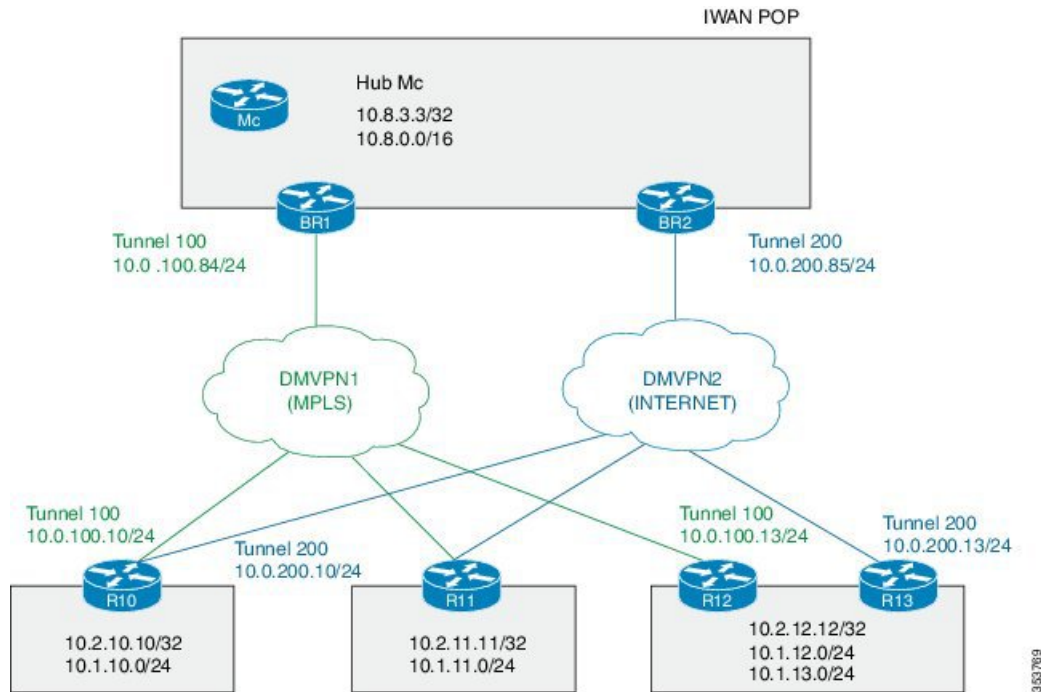 IWAN POP
Hub Mc
10.8.3.3/32
10.8.0.0/16
Mc
BR1
BR2
Tunnel 100
10.0 .100.84/24
Tunnel 200
10.0.200.85/24
DMVPN1
(MPLS)
DMVPN2
(INTERNET)
Tunnel 100
10.0.100.10/24
Tunnel 200
10.0.200.10/24
Tunnel 100
10.0.100.13/24
Tunnel 200
10.0.200.13/24
R10
R11
R12
R13
10.2.10.10/32
10.1.10.0/24
10.2.11.11/32
10.1.11.0/24
10.2.12.12/32
10.1.12.0/24
10.1.13.0/24
353769